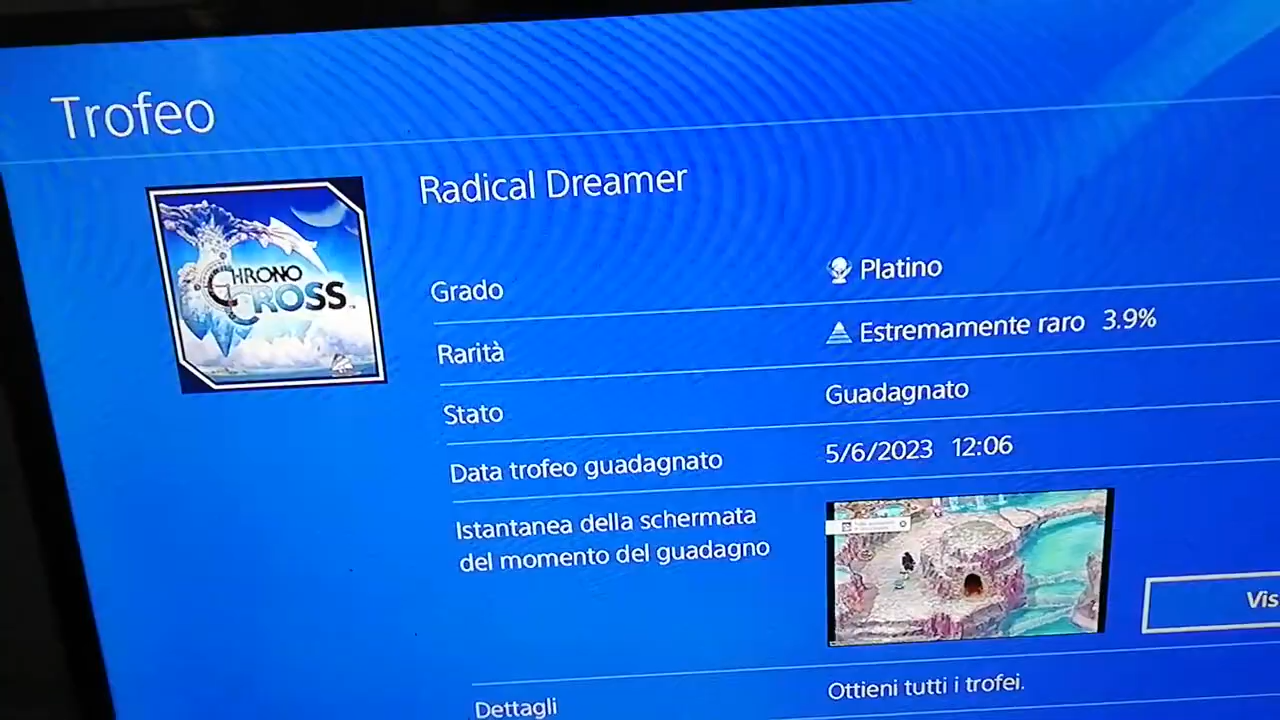 Trofeo
Radical Dreamer
CHRONO
CROSS
Grado
Platino
Rarità
Estremamente raro 3.9%
Stato
Guadagnato
Data trofeo guadagnato
5/6/2023 12:06
Istantanea della schermata
del momento del guadagno
Vis
Dettagli
Ottieni tutti i trofei.